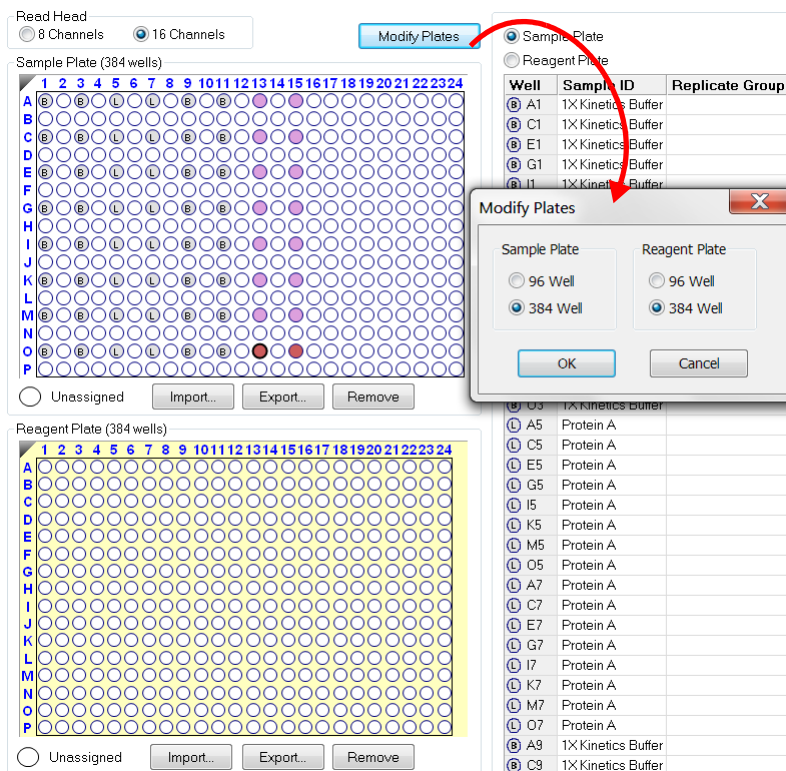 Read Head
8 Channels 16 Channels
Modify Plates
Sample Plate (384 wells)
1 2 3 4 5 6 7 8 9 10 11 12 13 14 15 16 17 18 19 20 21 22 23 24
A B B L L B B
B
C B B L L B B
D
E B B L L B B
F
G B B L L B B
H
I B B L L B B
J
K B B L L B B
L
M B B L L B B
N
O B B L L B B
P
Unassigned Import... Export... Remove
Reagent Plate (384 wells)
1 2 3 4 5 6 7 8 9 10 11 12 13 14 15 16 17 18 19 20 21 22 23 24
A
B
C
D
E
F
G
H
I
J
K
L
M
N
O
P
Unassigned Import... Export... Remove
Sample Plate
Reagent Plate
Well Sample ID Replicate Group
B A1 1X Kinetics Buffer
B C1 1X Kinetics Buffer
B E1 1X Kinetics Buffer
B G1 1X Kinetics Buffer
B I1 1X Kinetics Buffer
Modify Plates
X
Sample Plate Reagent Plate
96 Well 96 Well
384 Well 384 Well
OK Cancel
B O3 1X Kinetics Buffer
L A5 Protein A
L C5 Protein A
L E5 Protein A
L G5 Protein A
L I5 Protein A
L K5 Protein A
L M5 Protein A
L O5 Protein A
L A7 Protein A
L C7 Protein A
L E7 Protein A
L G7 Protein A
L I7 Protein A
L K7 Protein A
L M7 Protein A
L O7 Protein A
B A9 1X Kinetics Buffer
B C9 1X Kinetics Buffer